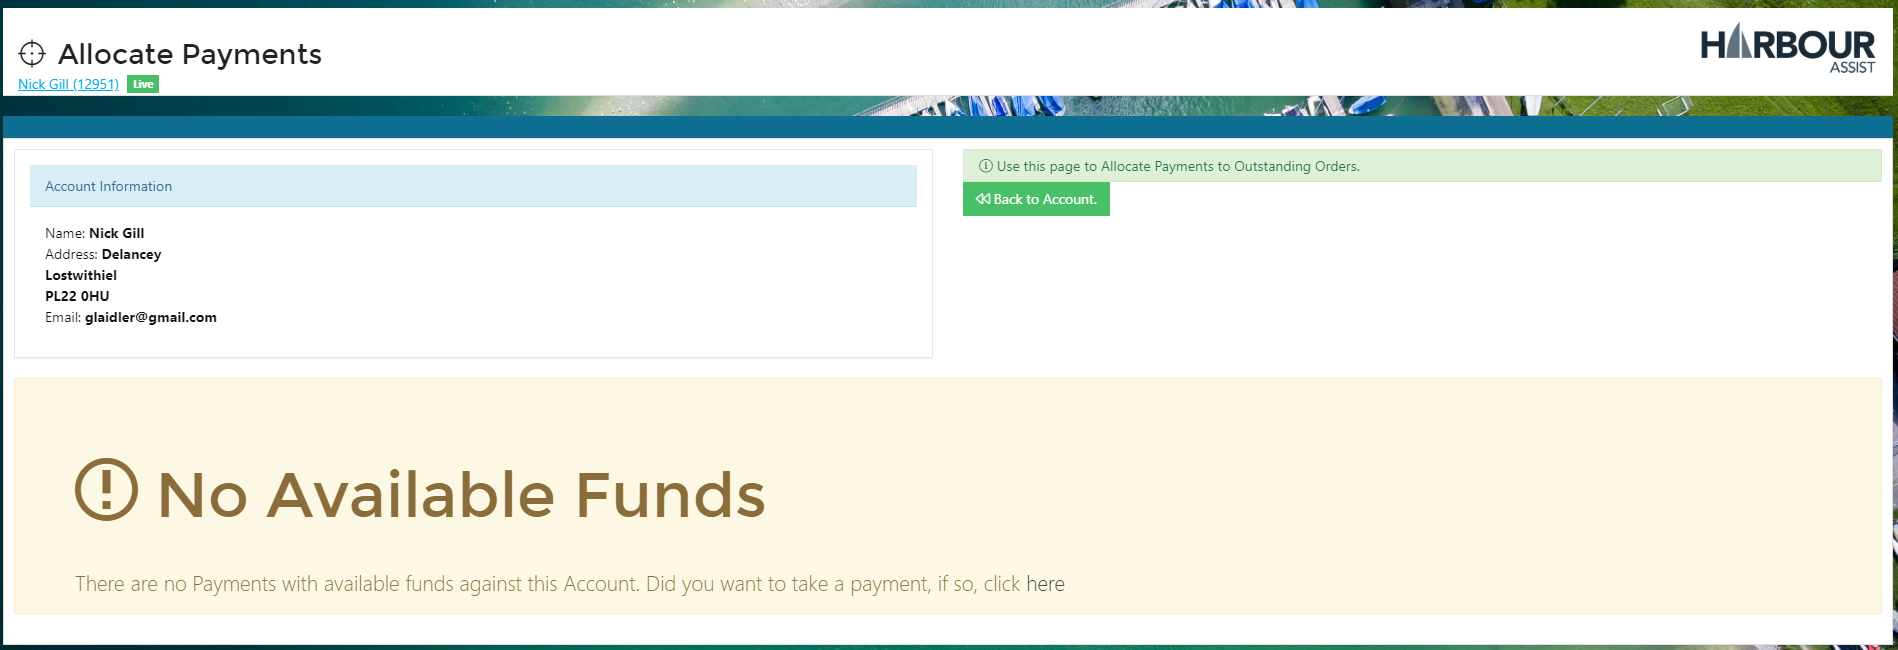 Allocate Payments
Nick Gill (12951) Live
HARBOUR
ASSIST
Account Information
Name: Nick Gill
Address: Delancey
Lostwithiel
PL22 0HU
Email: glaidler@gmail.com
Use this page to Allocate Payments to Outstanding Orders.
Back to Account.
No Available Funds
There are no Payments with available funds against this Account. Did you want to take a payment, if so, click here